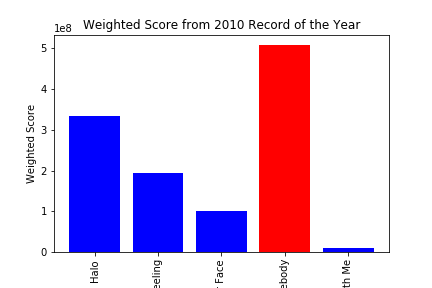 Weighted Score from 2010 Record of the Year
1e8
Weighted Score
5
4
3
2
1
0
Halo
eeling
r Face
ebody
th Me